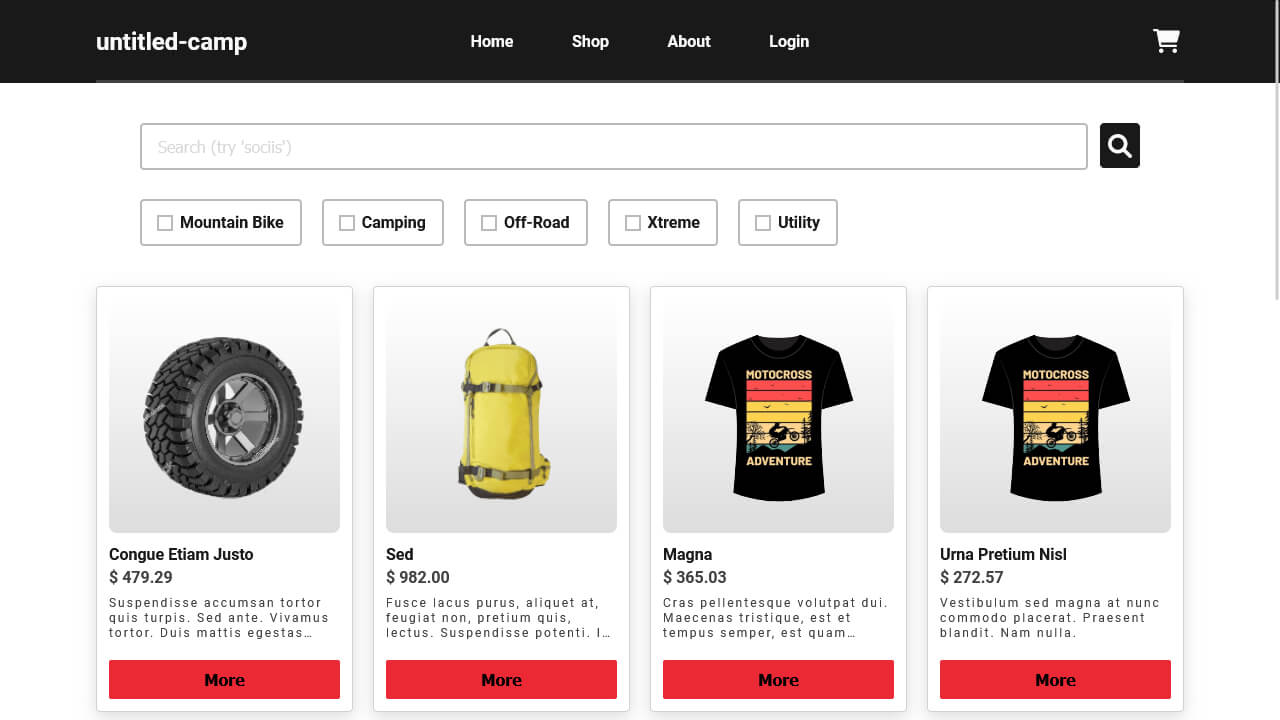 untitled-camp
Home
Shop
About
Login
Search (try 'sociis')
Mountain Bike
Camping
Off-Road
Xtreme
Utility
MOTOCROSS
ADVENTURE
MOTOCROSS
ADVENTURE
Congue Etiam Justo
$ 479.29
Suspendisse accumsan tortor
quis turpis. Sed ante. Vivamus
tortor. Duis mattis egestas…
More
Sed
$ 982.00
Fusce lacus purus, aliquet at,
feugiat non, pretium quis,
lectus. Suspendisse potenti. I…
More
Magna
$ 365.03
Cras pellentesque volutpat dui.
Maecenas tristique, est et
tempus semper, est quam…
More
Urna Pretium Nisl
$ 272.57
Vestibulum sed magna at nunc
commodo placerat. Praesent
blandit. Nam nulla.
More